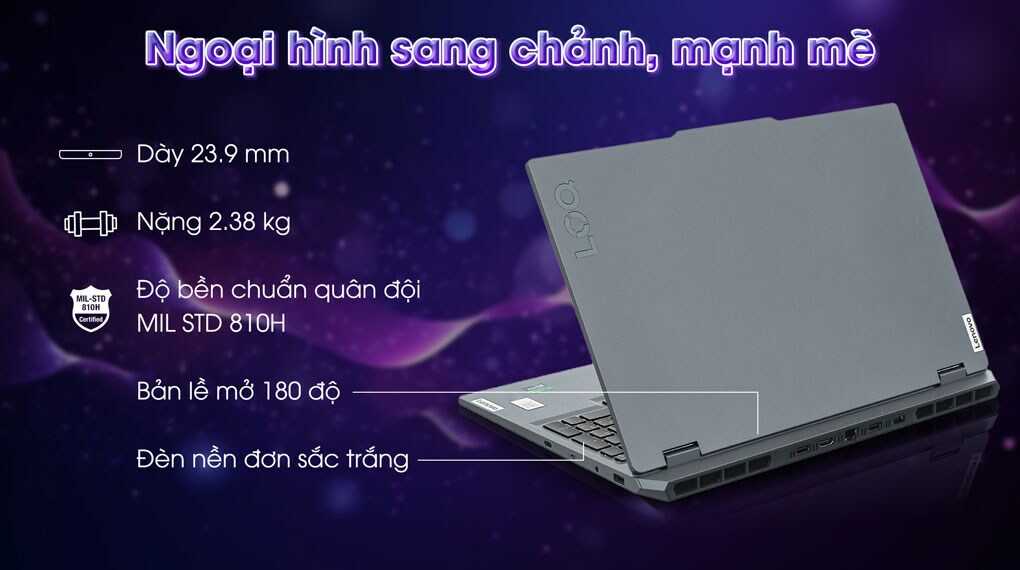 Ngoại hình sang chảnh, mạnh mẽ
Dày 23.9 mm
Nặng 2.38 kg
MIL-STD
810H
Certified
Độ bền chuẩn quân đội
MIL STD 810H
Bản lề mở 180 độ
Đèn nền đơn sắc trắng
LOQ
Lenovo
Lenovo